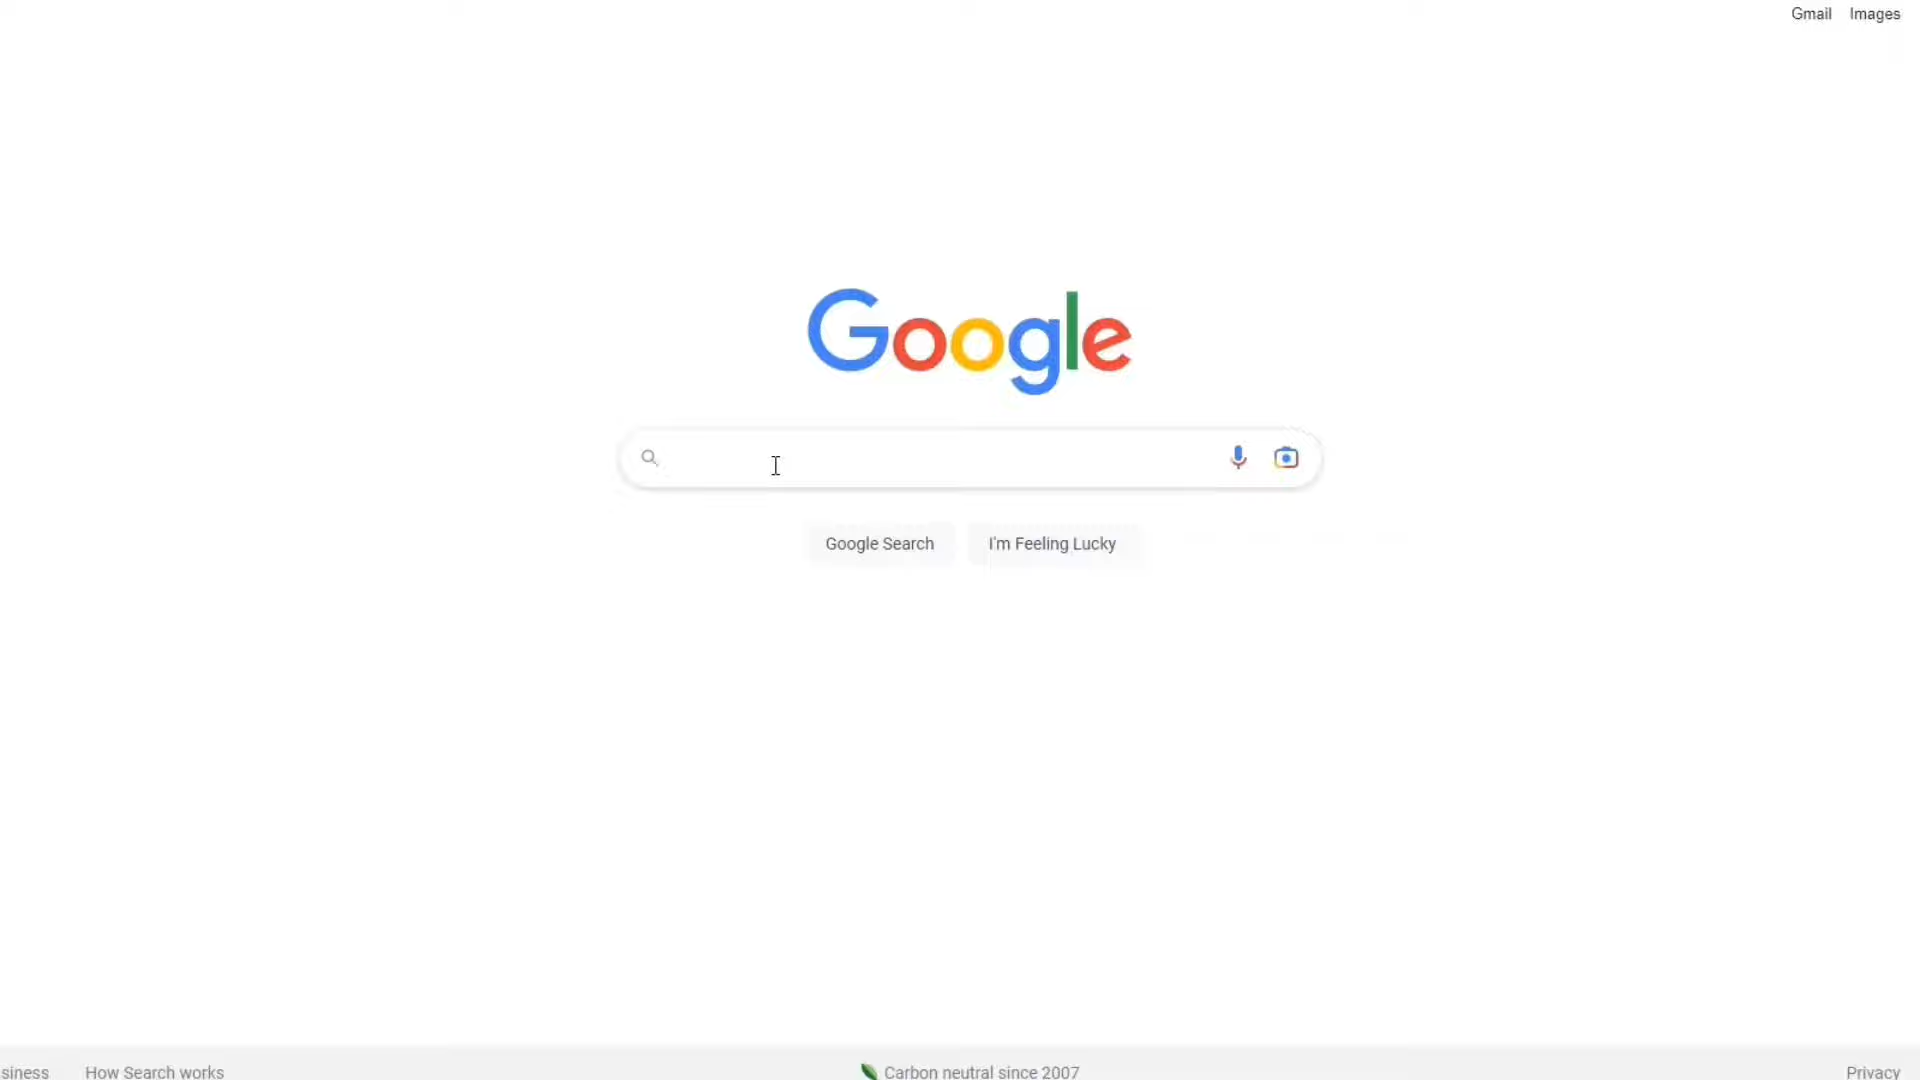 Gmail Images
Google
Google Search I'm Feeling Lucky
siness How Search works Carbon neutral since 2007 Privacy